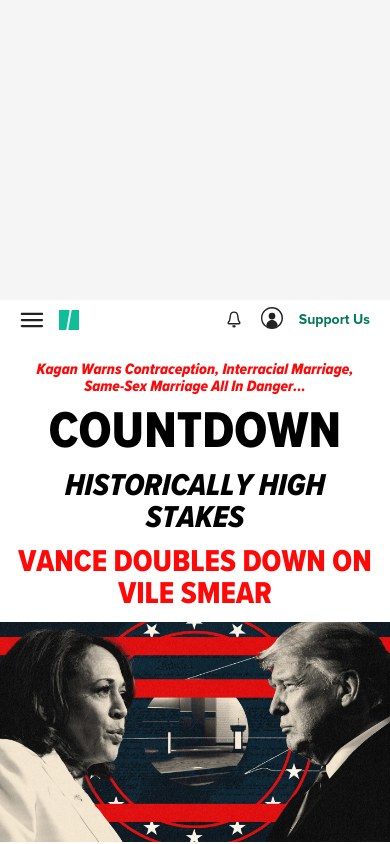 Support Us
Kagan Warns Contraception, Interracial Marriage,
Same-Sex Marriage All In Danger...
COUNTDOWN
HISTORICALLY HIGH
STAKES
VANCE DOUBLES DOWN ON
VILE SMEAR